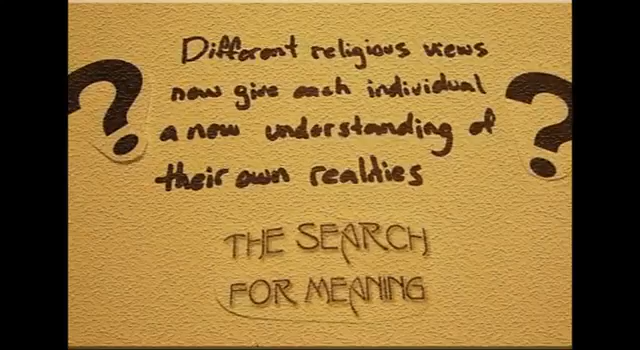 Different religious views
now give each individual
? a new understanding of ?
their own realties
THE SEARCH
FOR MEANING